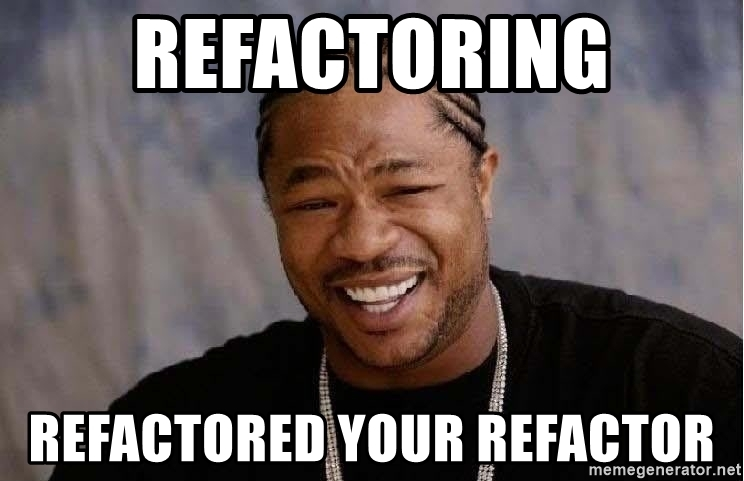 REFACTORING
REFACTORED YOUR REFACTOR
memegenerator.net